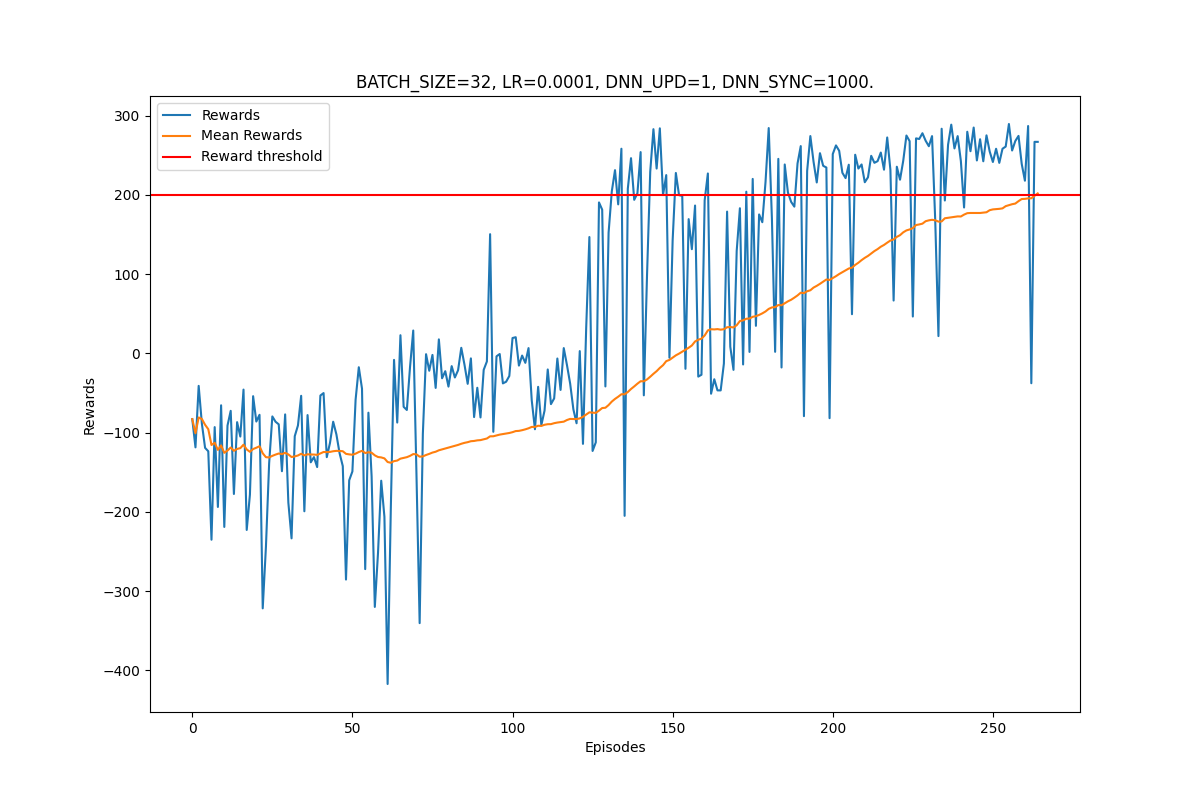 BATCH_SIZE=32, LR=0.0001, DNN_UPD=1, DNN_SYNC=1000.
Rewards
Mean Rewards
Reward threshold
300
200
100
0
−100
−200
−300
−400
Rewards
0
50
100
150
200
250
Episodes